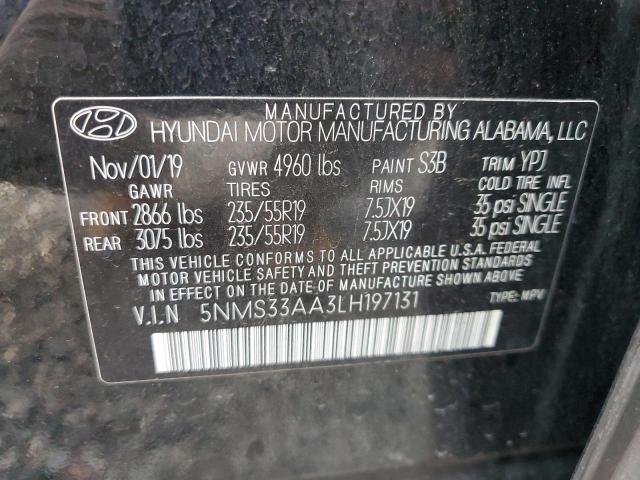 MANUFACTURED BY
HYUNDAI MOTOR MANUFACTURING ALABAMA, LLC
Nov/01/19 GVWR 4960 lbs PAINT S3B TRIM YPJ
GAWR TIRES RIMS COLD TIRE INFL
FRONT 2866 lbs 235/55R19 7.5JX19 35 psi SINGLE
REAR 3075 lbs 235/55R19 7.5JX19 35 psi SINGLE
THIS VEHICLE CONFORMS TO ALL APPLICABLE U.S.A. FEDERAL
MOTOR VEHICLE SAFETY AND THEFT PREVENTION STANDARDS
IN EFFECT ON THE DATE OF MANUFACTURE SHOWN ABOVE.
V.I.N 5NMS33AA3LH197131 TYPE: MPV